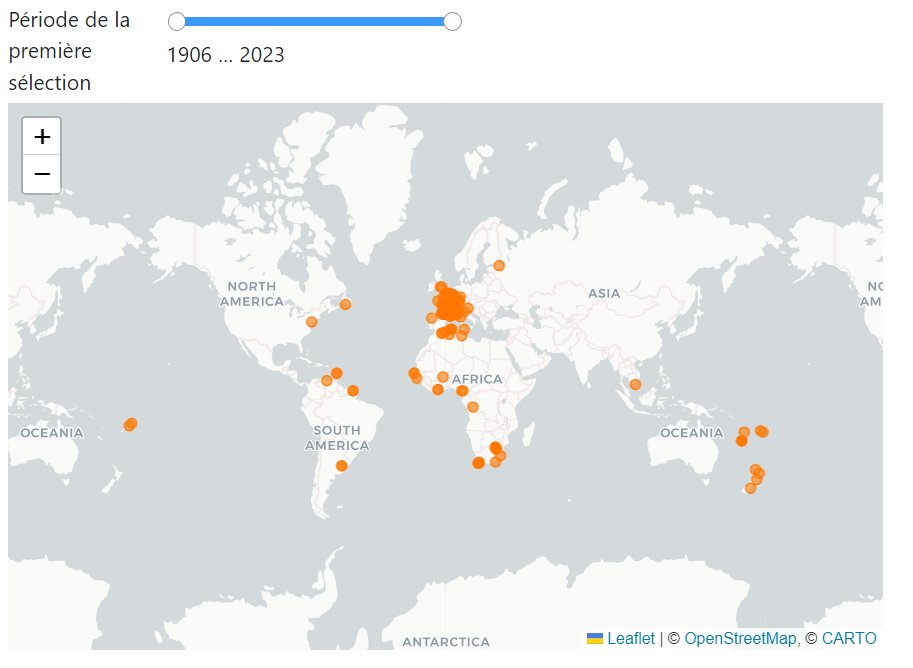 Période de la
première
sélection
1906 ... 2023
+
−
NORTH
AMERICA
ASIA
NO
AM
AFRICA
OCEANIA
SOUTH
AMERICA
OCEANIA
ANTARCTICA
Leaflet | © OpenStreetMap, © CARTO